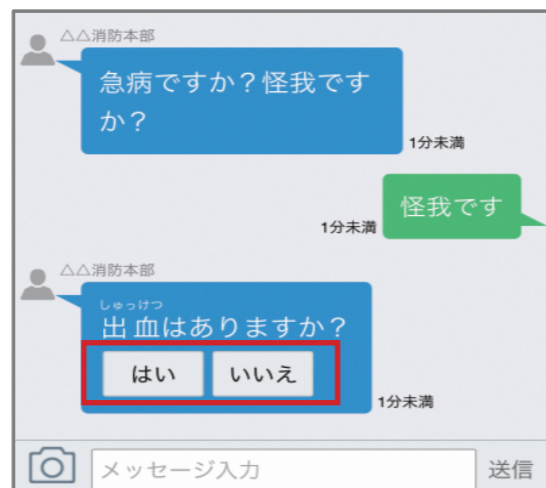 △△消防本部
急病ですか？怪我です
か？
1分未満
怪我です
1分未満
△△消防本部
しゅっけつ
出血はありますか？
はい いいえ
1分未満
メッセージ入力 送信